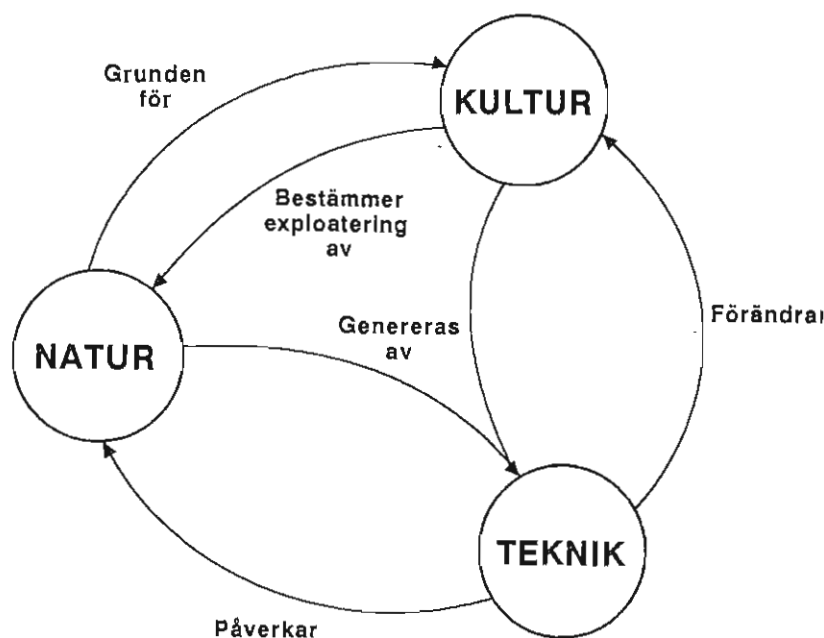 Grunden
för
KULTUR
Bestämmer
exploatering
av
Genereras
av
Förändrar
NATUR
TEKNIK
Påverkar